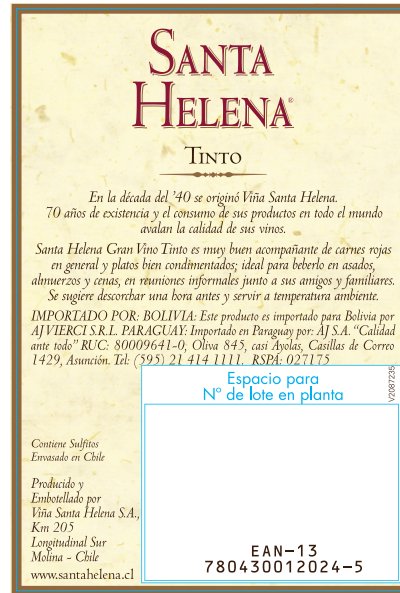 SANTA
HELENA®
TINTO
En la década del '40 se originó Viña Santa Helena.
70 años de existencia y el consumo de sus productos en todo el mundo
avalan la calidad de sus vinos.
Santa Helena Gran Vino Tinto es muy buen acompañante de carnes rojas
en general y platos bien condimentados; ideal para beberlo en asados,
almuerzos y cenas, en reuniones informales junto a sus amigos y familiares.
Se sugiere descorchar una hora antes y servir a temperatura ambiente.
IMPORTADO POR: BOLIVIA: Este producto es importado para Bolivia por
AJ VIERCI S.R.L. PARAGUAY: Importado en Paraguay por: AJ S.A. "Calidad
ante todo" RUC: 80009641-0, Oliva 845, casi Ayolas, Casillas de Correo
1429, Asunción. Tel: (595) 21 414 1111. RSPA: 027175
Espacio para
N° de lote en planta
V2087235
Contiene Sulfitos
Envasado en Chile
Producido y
Embotellado por
Viña Santa Helena S.A.,
Km 205
Longitudinal Sur
Molina - Chile
www.santahelena.cl
EAN-13
780430012024-5